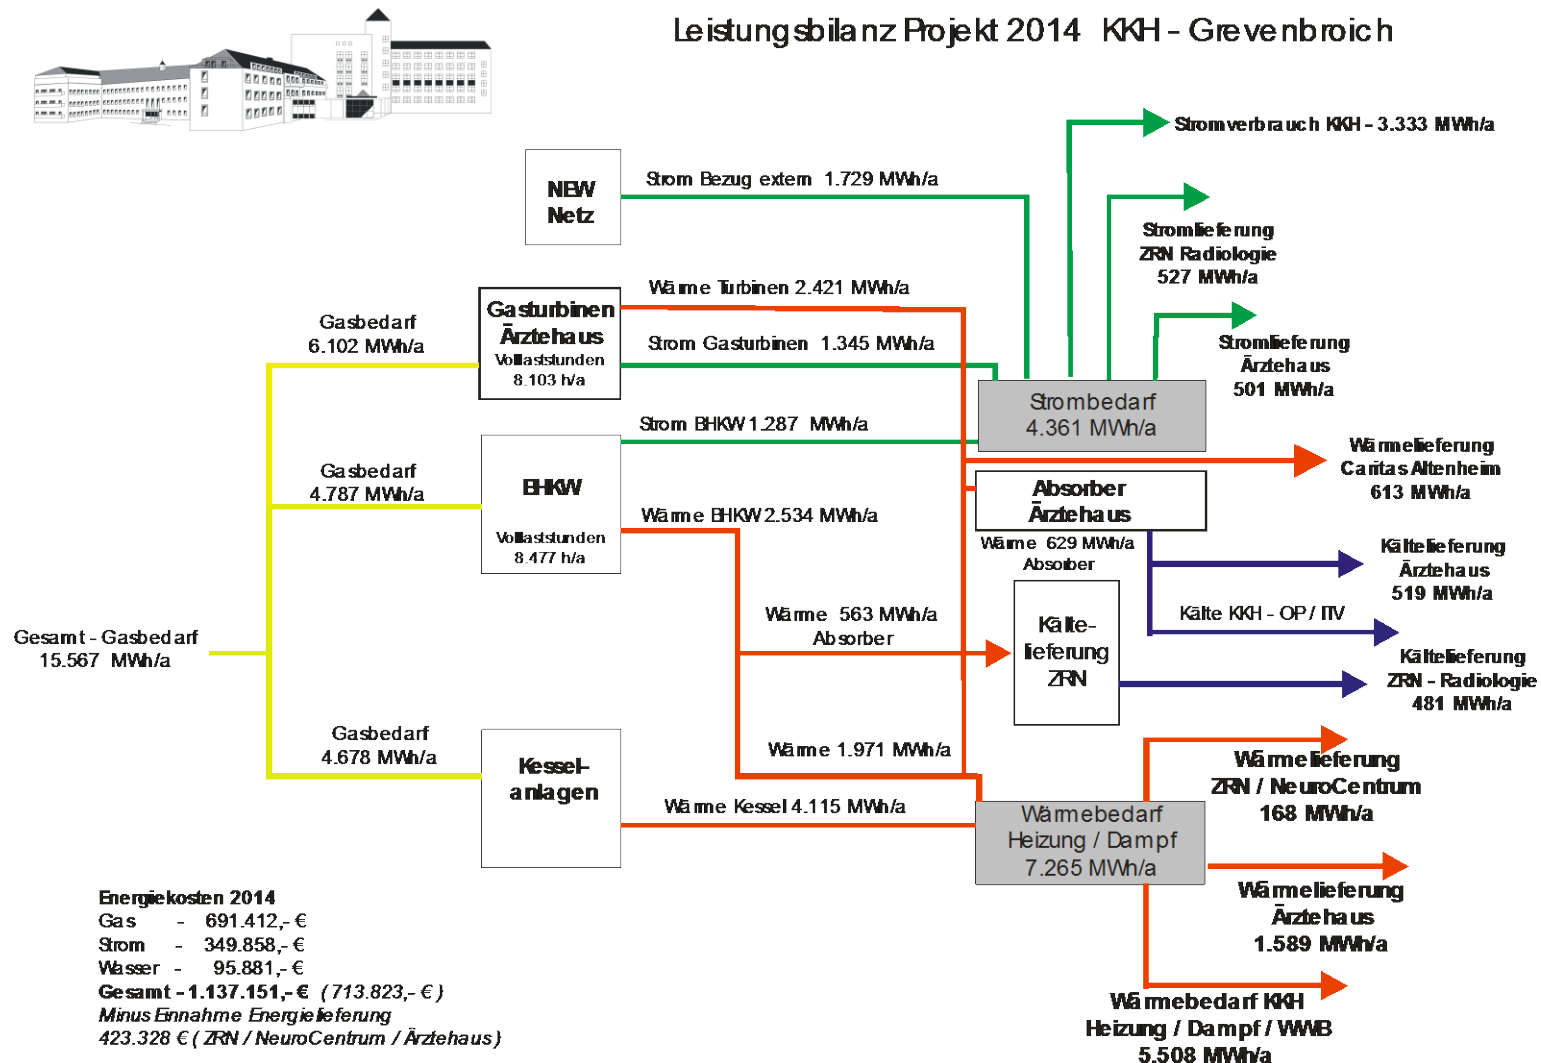 Leistungsbilanz Projekt 2014 KKH - Grevenbroich
Stromverbrauch KKH - 3.333 MWh/a
NEW
Netz
Strom Bezug extern 1.729 MWh/a
Stromlieferung
ZRN Radiologie
527 MWh/a
Wärme Turbinen 2.421 MWh/a
Gasturbinen
Ärztehaus
Volllaststunden
8.103 h/a
Gasbedarf
6.102 MWh/a
Strom Gasturbinen 1.345 MWh/a
Stromlieferung
Ärztehaus
501 MWh/a
Strombedarf
4.361 MWh/a
Strom BHKW 1.287 MWh/a
Wärmelieferung
Caritas Altenheim
613 MWh/a
Gasbedarf
4.787 MWh/a
BHKW
Volllaststunden
8.477 h/a
Wärme BHKW 2.534 MWh/a
Absorber
Ärztehaus
Wärme 629 MWh/a
Absorber
Kältelieferung
Ärztehaus
519 MWh/a
Kälte KKH - OP / ITV
Wärme 563 MWh/a
Absorber
Kälte-
lieferung
ZRN
Gesamt - Gasbedarf
15.567 MWh/a
Kältelieferung
ZRN - Radiologie
481 MWh/a
Gasbedarf
4.678 MWh/a
Kessel-
anlagen
Wärme 1.971 MWh/a
Wärme Kessel 4.115 MWh/a
Wärmelieferung
ZRN / NeuroCentrum
168 MWh/a
Wärmebedarf
Heizung / Dampf
7.265 MWh/a
Wärmelieferung
Ärztehaus
1.589 MWh/a
Wärmebedarf KKH
Heizung / Dampf / WWB
5.508 MWh/a
Energiekosten 2014
Gas - 691.412,- €
Strom - 349.858,- €
Wasser - 95.881,- €
Gesamt - 1.137.151,- € ( 713.823,- € )
Minus Einnahme Energielieferung
423.328 € ( ZRN / NeuroCentrum / Ärztehaus )